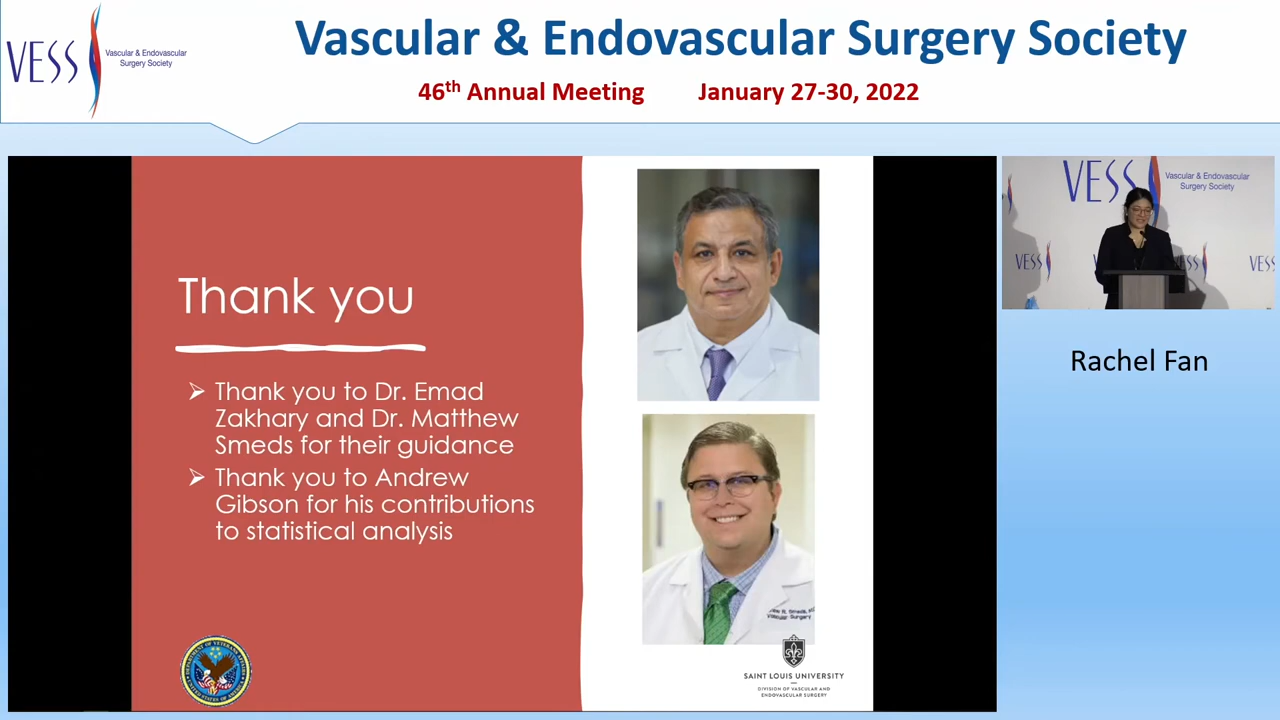 VESS
Vascular & Endovascular
Surgery Society
Vascular & Endovascular Surgery Society
46th Annual Meeting January 27-30, 2022
Thank you
➢ Thank you to Dr. Emad
Zakhary and Dr. Matthew
Smeds for their guidance
➢ Thank you to Andrew
Gibson for his contributions
to statistical analysis
Vascular Surgery
SAINT LOUIS UNIVERSITY
DIVISION OF VASCULAR AND
ENDOVASCULAR SURGERY
VESS
Vascular & Endovascular
Surgery Society
VESS
VESS
Rachel Fan